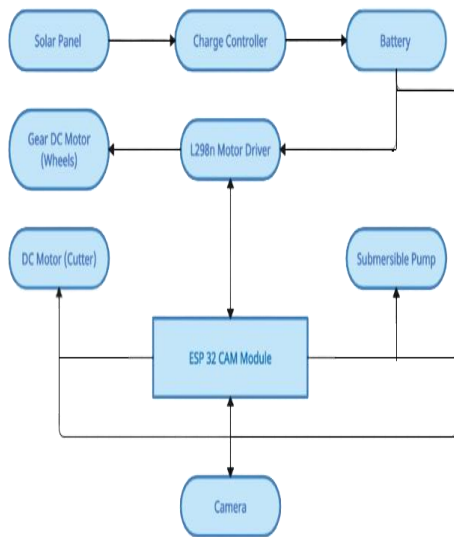 Solar Panel
Charge Controller
Battery
Gear DC Motor
(Wheels)
L298n Motor Driver
DC Motor (Cutter)
Submersible Pump
ESP 32 CAM Module
Camera